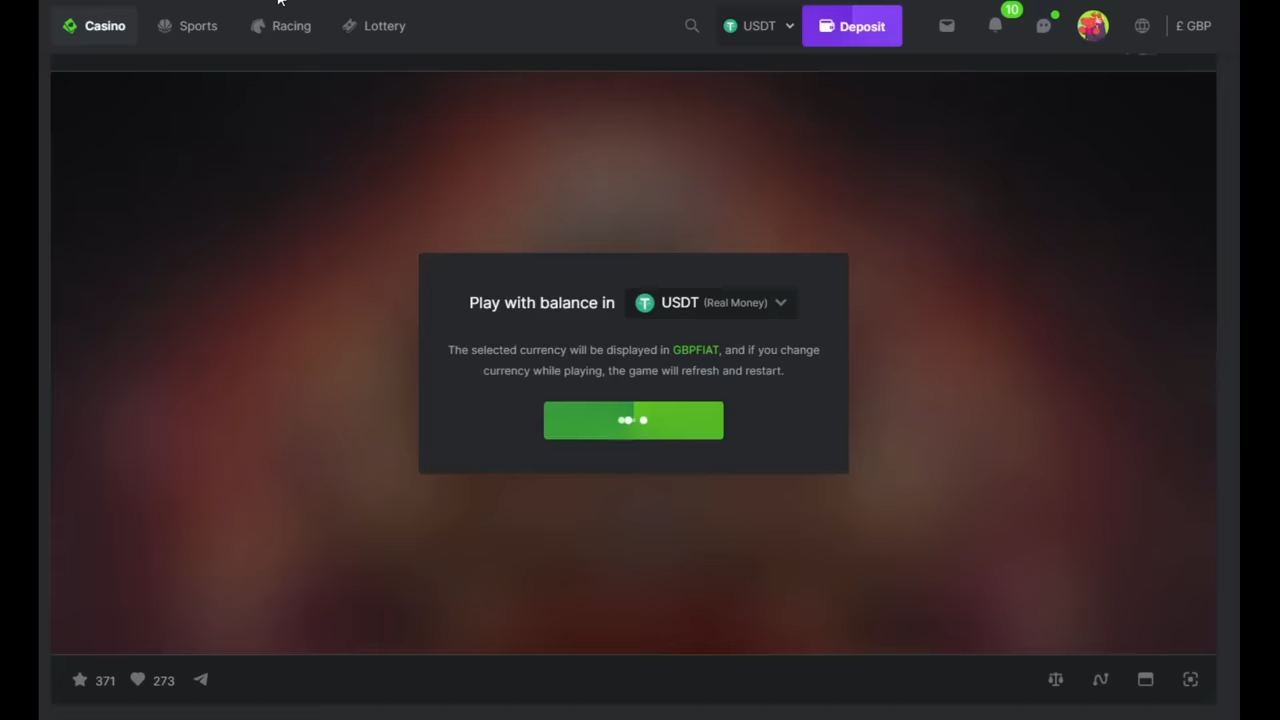 Casino
Sports
Racing
Lottery
USDT
Deposit
10
£ GBP
Play with balance in
USDT (Real Money)
The selected currency will be displayed in GBPFIAT, and if you change
currency while playing, the game will refresh and restart.
371
273